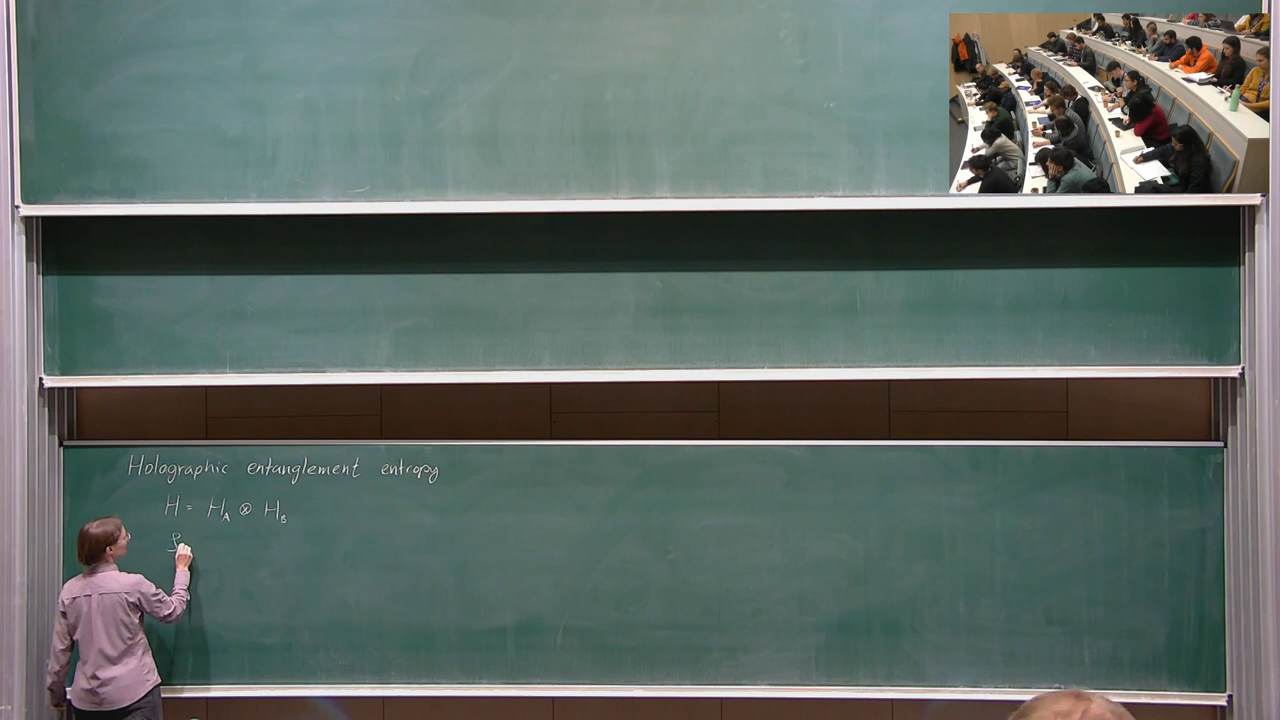 Holographic entanglement entropy
H = H_A ⊗ H_B
ρ